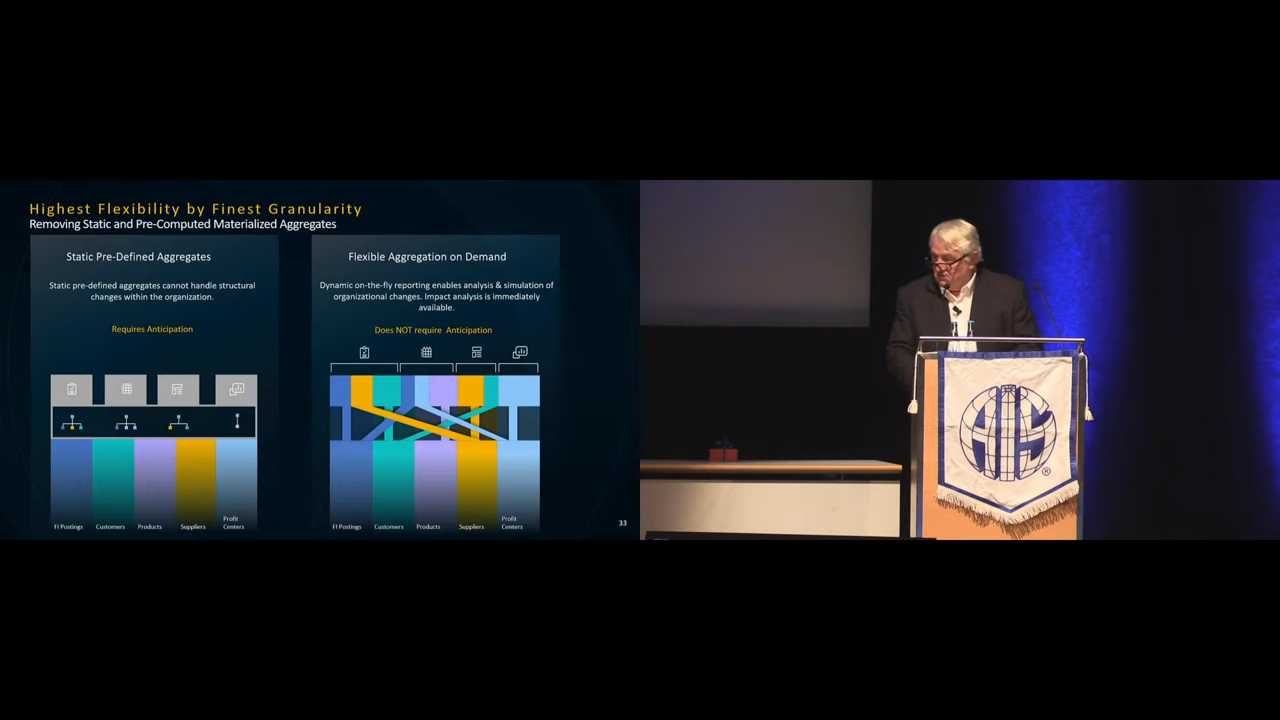 Highest Flexibility by Finest Granularity
Removing Static and Pre-Computed Materialized Aggregates
Static Pre-Defined Aggregates
Static pre-defined aggregates cannot handle structural
changes within the organization.
Requires Anticipation
FI Postings
Customers
Products
Suppliers
Profit
Centers
Flexible Aggregation on Demand
Dynamic on-the-fly reporting enables analysis & simulation of
organizational changes. Impact analysis is immediately
available.
Does NOT require Anticipation
FI Postings
Customers
Products
Suppliers
Profit
Centers
33
HS
®